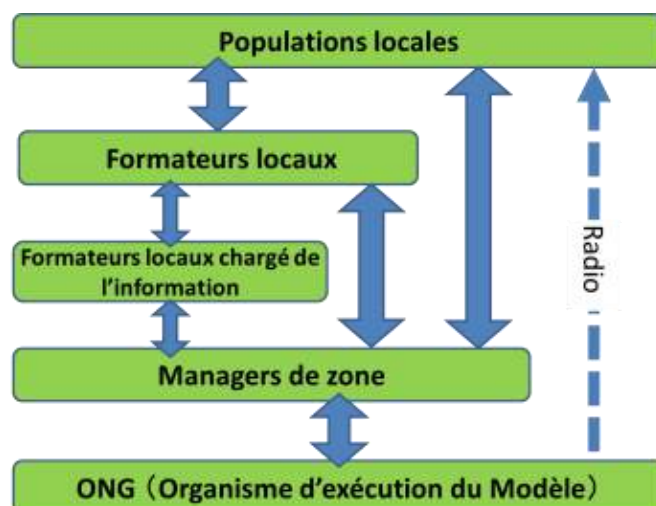 Populations locales
Formateurs locaux
Formateurs locaux chargé de
l'information
Radio
Managers de zone
ONG（Organisme d'exécution du Modèle）